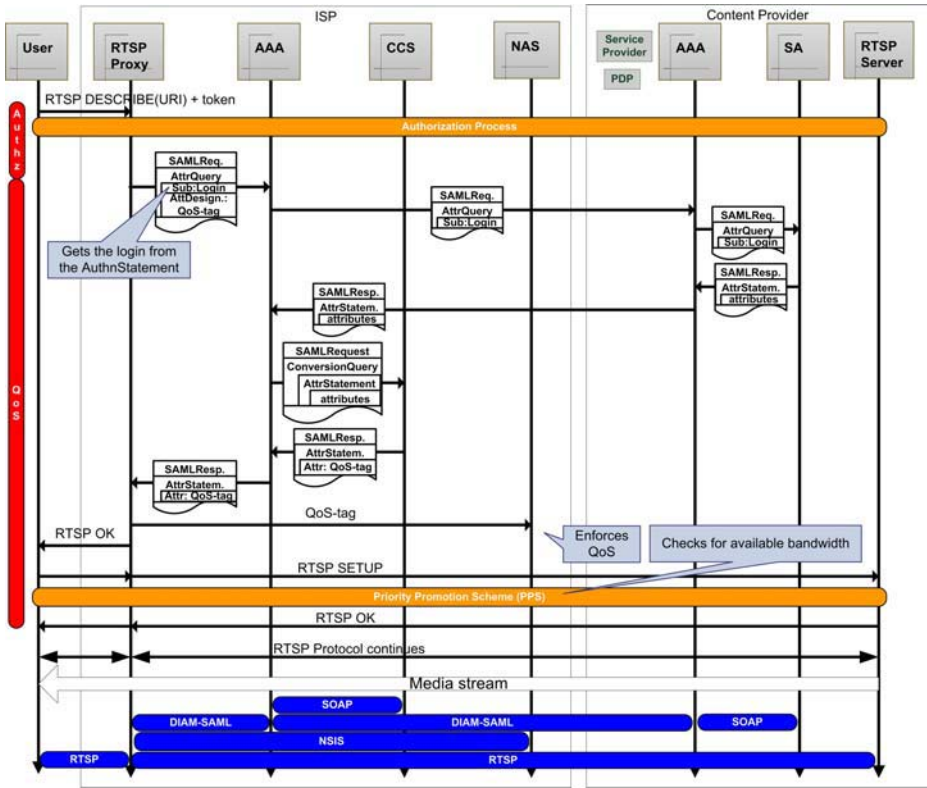 ISP
Content Provider
User
RTSP
Proxy
AAA
CCS
NAS
Service
Provider
PDP
AAA
SA
RTSP
Server
RTSP DESCRIBE(URI) + token
Authz
Authorization Process
SAMLReq.
AttrQuery
Sub:Login
AttDesign.:
QoS-tag
SAMLReq.
AttrQuery
Sub:Login
SAMLReq.
AttrQuery
Sub:Login
Gets the login from
the AuthnStatement
SAMLResp.
AttrStatem.
attributes
SAMLResp.
AttrStatem.
attributes
SAMLRequest
ConversionQuery
AttrStatement
attributes
QoS
SAMLResp.
AttrStatem.
Attr: QoS-tag
SAMLResp.
AttrStatem.
Attr: QoS-tag
QoS-tag
RTSP OK
Enforces
QoS
Checks for available bandwidth
RTSP SETUP
Priority Promotion Scheme (PPS)
RTSP OK
RTSP Protocol continues
Media stream
SOAP
DIAM-SAML
DIAM-SAML
SOAP
NSIS
RTSP
RTSP